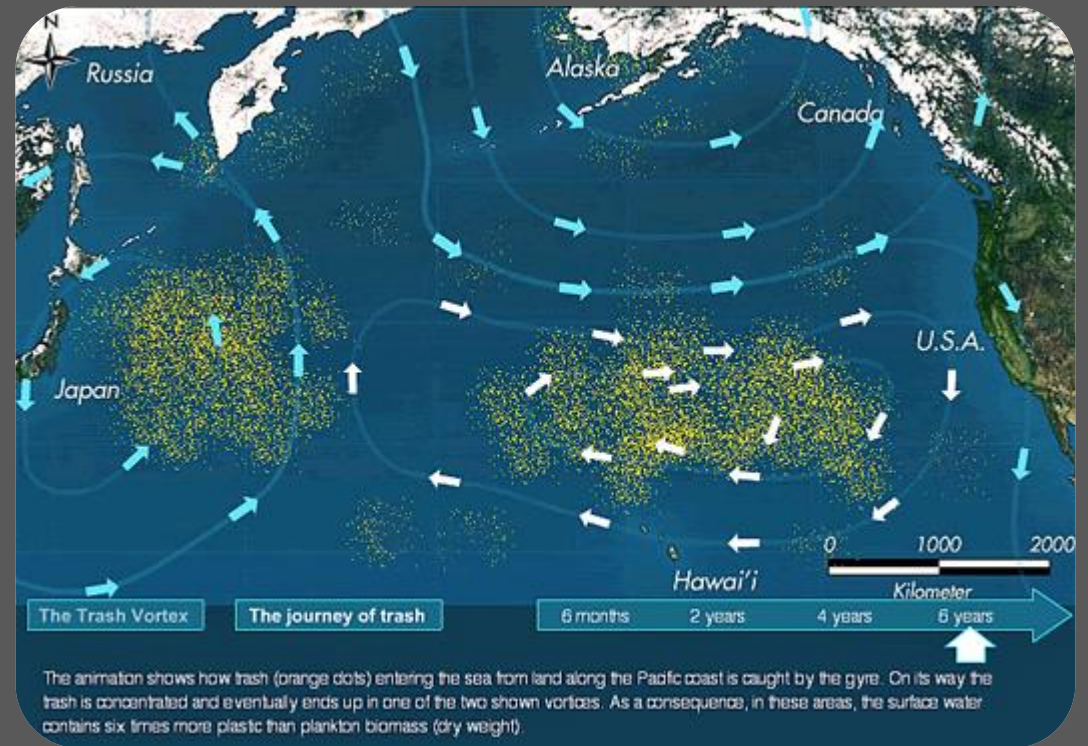 N
Russia
Alaska
Canada
Japan
U.S.A.
Hawai'i
0 1000 2000
Kilometer
The Trash Vortex
The journey of trash
6 months 2 years 4 years 6 years
The animation shows how trash (orange dots) entering the sea from land along the Pacific coast is caught by the gyre. On its way the
trash is concentrated and eventually ends up in one of the two shown vortices. As a consequence, in these areas, the surface water
contains six times more plastic than plankton biomass (dry weight).